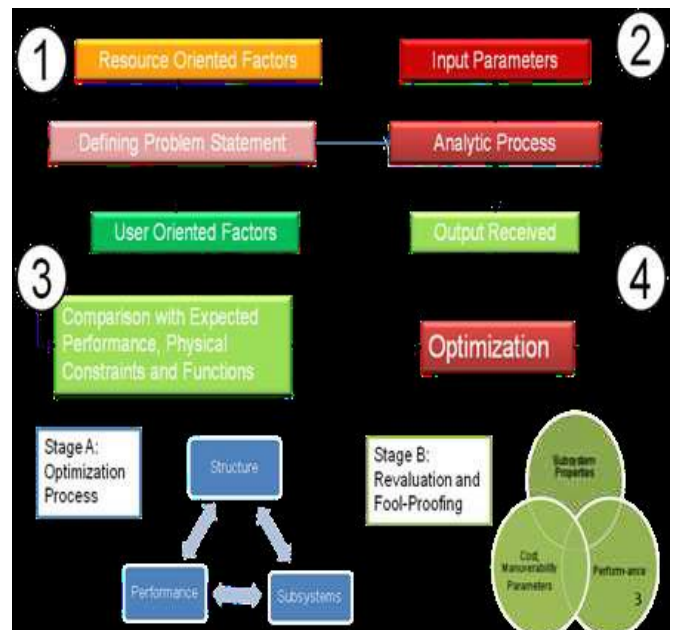 1
Resource Oriented Factors
Input Parameters
2
Defining Problem Statement
Analytic Process
User Oriented Factors
Output Received
3
Comparison with Expected
Performance, Physical
Constraints and Functions
4
Optimization
Stage A:
Optimization
Process
Structure
Performance
Subsystems
Stage B:
Revaluation and
Fool-Proofing
Subsystem
Properties
Cost,
Parameters
Perform-ance
3